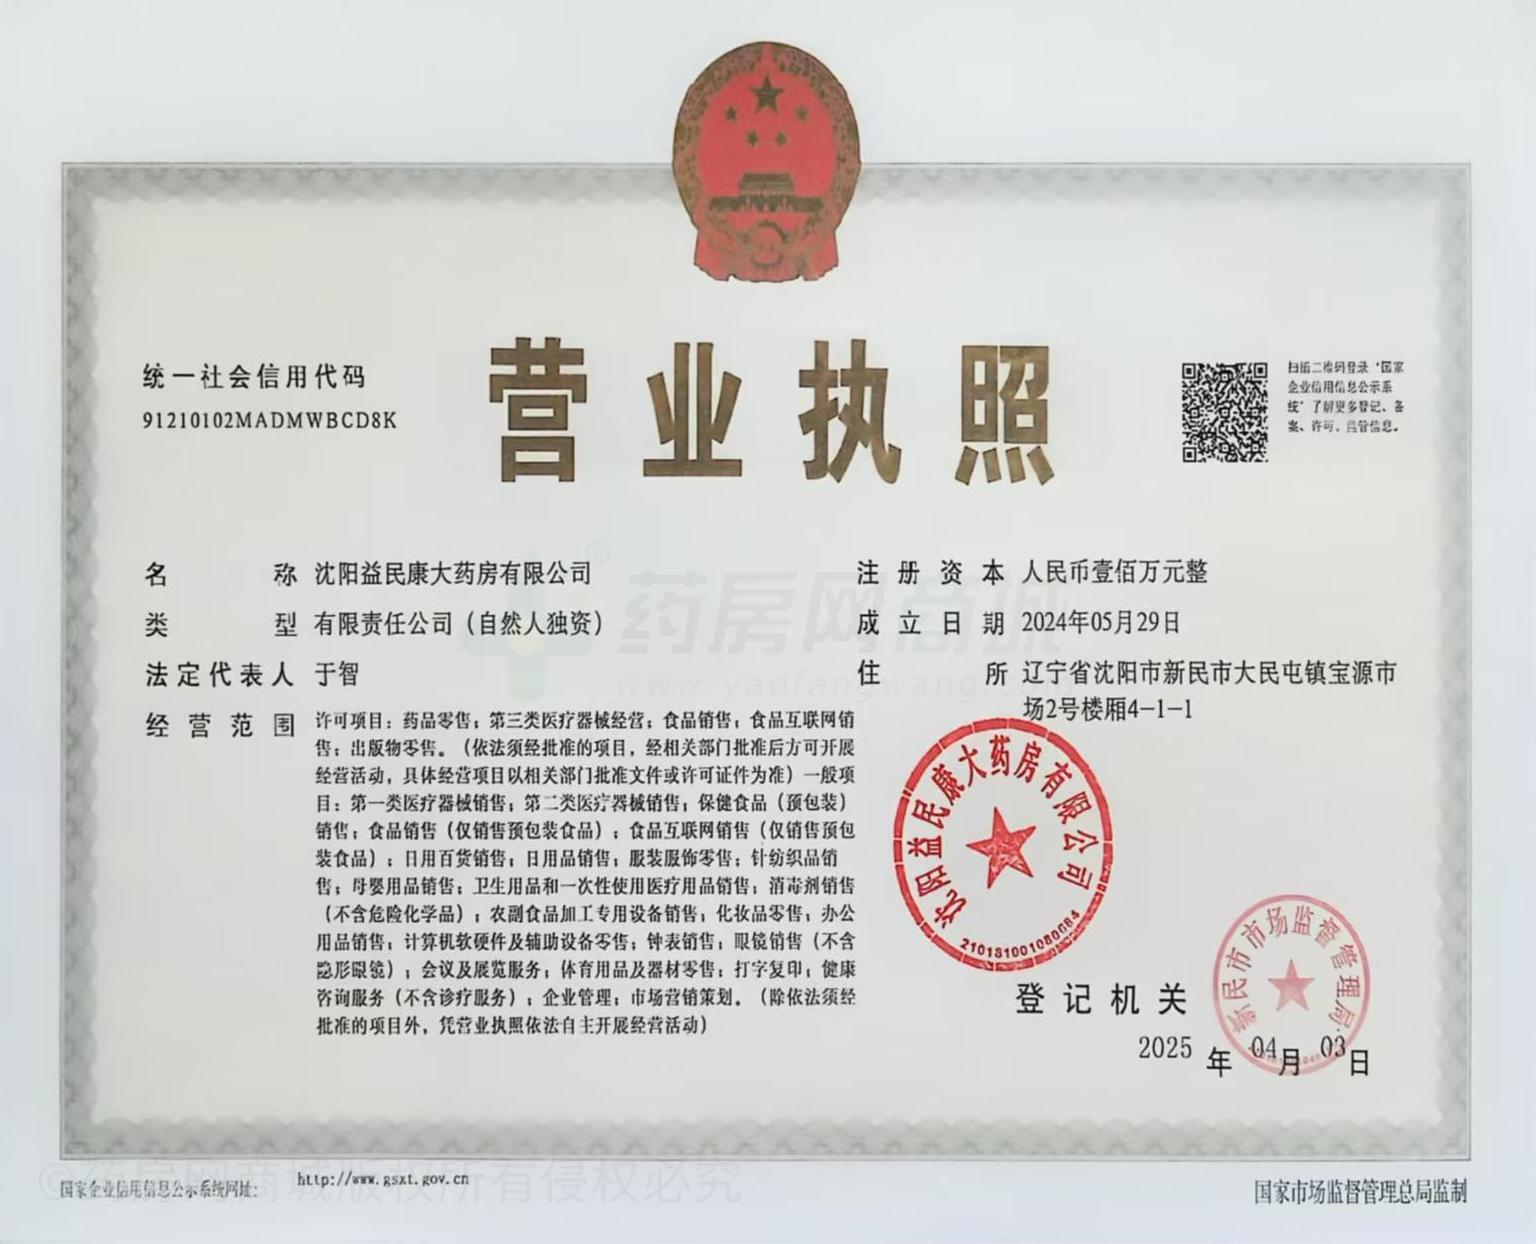 营业执照
统一社会信用代码
91210102MADMWBCD8K
扫描二维码登录“国家
企业信用信息公示系
统”了解更多登记、备
案、许可、监管信息。
名称 沈阳益民康大药房有限公司
类型 有限责任公司（自然人独资）
法定代表人 于智
经营范围 许可项目：药品零售；第三类医疗器械经营；食品销售；食品互联网销
售；出版物零售。（依法须经批准的项目，经相关部门批准后方可开展
经营活动，具体经营项目以相关部门批准文件或许可证件为准）一般项
目：第一类医疗器械销售；第二类医疗器械销售；保健食品（预包装）
销售；食品销售（仅销售预包装食品）；食品互联网销售（仅销售预包
装食品）；日用百货销售；日用品销售；服装服饰零售；针纺织品销
售；母婴用品销售；卫生用品和一次性使用医疗用品销售；消毒剂销售
（不含危险化学品）；农副食品加工专用设备销售；化妆品零售；办公
用品销售；计算机软硬件及辅助设备零售；钟表销售；眼镜销售（不含
隐形眼镜）；会议及展览服务；体育用品及器材零售；打字复印；健康
咨询服务（不含诊疗服务）；企业管理；市场营销策划。（除依法须经
批准的项目外，凭营业执照依法自主开展经营活动）
注册资本 人民币壹佰万元整
成立日期 2024年05月29日
住所 辽宁省沈阳市新民市大民屯镇宝源市
场2号楼厢4-1-1
沈阳益民康大药房有限公司
210181001080684
登记机关
新民市市场监督管理局
2025年04月03日
药房网商城
®
www.yaofangwang.com
©药房网商城版权所有侵权必究
国家企业信用信息公示系统网址：
http://www.gsxt.gov.cn
国家市场监督管理总局监制